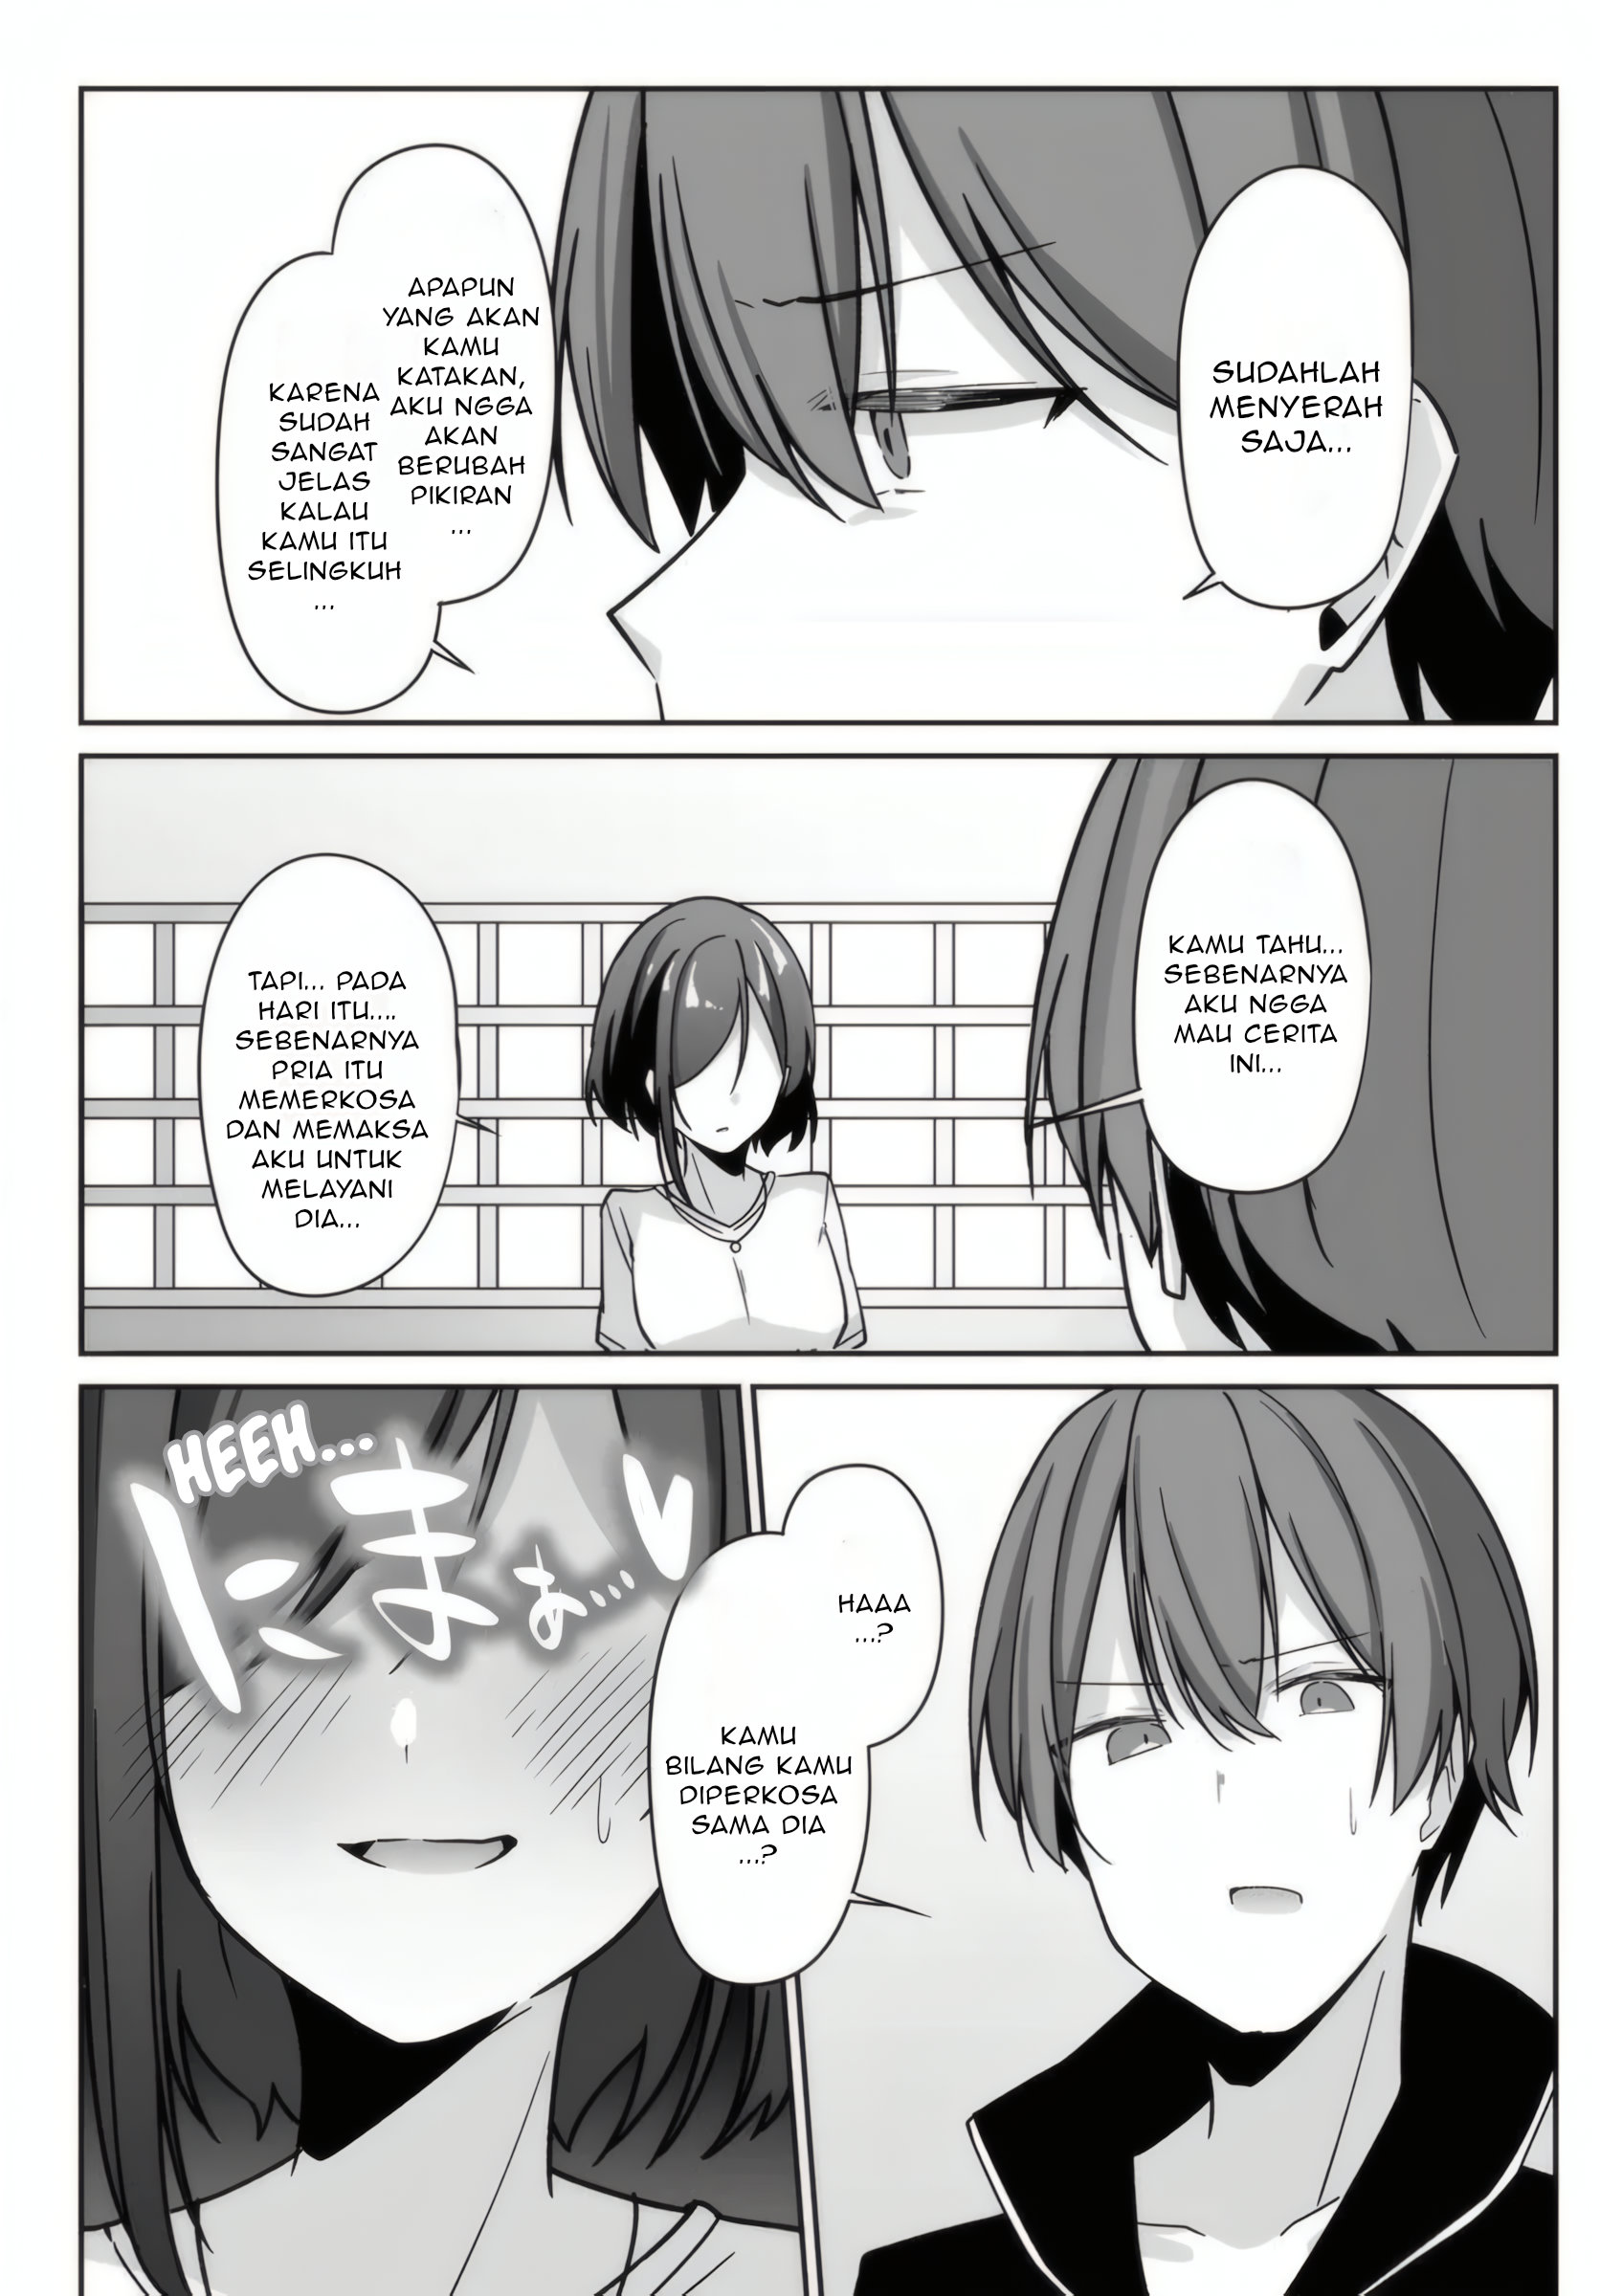 SUDAHLAH
MENYERAH
SAJA...
APAPUN
YANG AKAN
KAMU
KATAKAN,
AKU NGGA
AKAN
BERUBAH
PIKIRAN
...
KARENA
SUDAH
SANGAT
JELAS
KALAU
KAMU ITU
SELINGKUH
...
KAMU TAHU...
SEBENARNYA
AKU NGGA
MAU CERITA
INI...
TAPI... PADA
HARI ITU....
SEBENARNYA
PRIA ITU
MEMERKOSA
DAN MEMAKSA
AKU UNTUK
MELAYANI
DIA...
HAAA
...?
KAMU
BILANG KAMU
DIPERKOSA
SAMA DIA
...?
HEEH...
にまぁ...♥